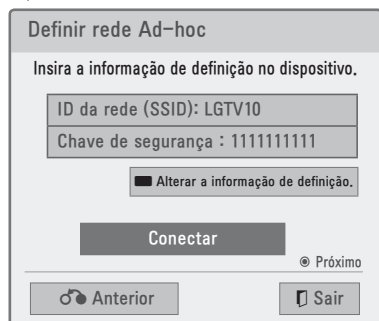 Definir rede Ad-hoc
Insira a informação de definição no dispositivo.
ID da rede (SSID): LGTV10
Chave de segurança : 1111111111
Alterar a informação de definição.
Conectar
Próximo
Anterior
Sair